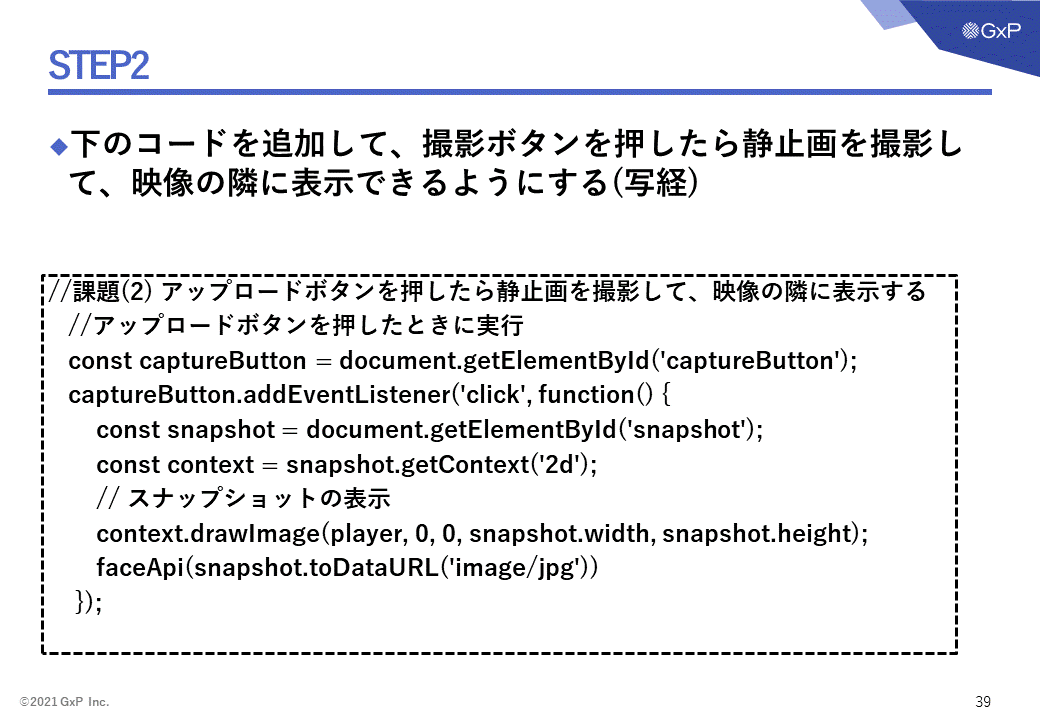 GxP
STEP2
◆下のコードを追加して、撮影ボタンを押したら静止画を撮影し
て、映像の隣に表示できるようにする(写経)
//課題(2) アップロードボタンを押したら静止画を撮影して、映像の隣に表示する
//アップロードボタンを押したときに実行
const captureButton = document.getElementById('captureButton');
captureButton.addEventListener('click', function() {
const snapshot = document.getElementById('snapshot');
const context = snapshot.getContext('2d');
// スナップショットの表示
context.drawImage(player, 0, 0, snapshot.width, snapshot.height);
faceApi(snapshot.toDataURL('image/jpg'))
});
©2021 GxP Inc.
39